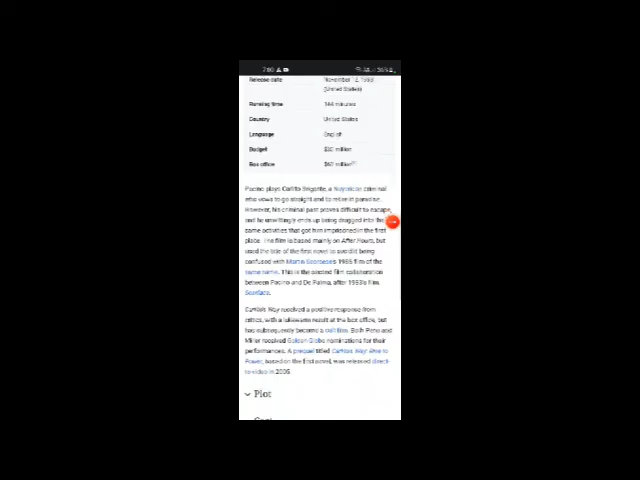 7:00
Release date November 12, 1993
(United States)
Running time 144 minutes
Country United States
Language English
Budget $30 million
Box office $63 million
Pacino plays Carlito Brigante, a Nuyorican criminal
who vows to go straight and to retire in paradise.
However, his criminal past proves difficult to escape,
and he unwittingly ends up being dragged into the
same activities that got him imprisoned in the first
place. The film is based mainly on After Hours, but
used the title of the first novel to avoid it being
confused with Martin Scorsese's 1985 film of the
same name. This is the second film collaboration
between Pacino and De Palma, after 1983's film
Scarface.
Carlito's Way received a positive response from
critics, with a lukewarm result at the box office, but
has subsequently become a cult film. Both Penn and
Miller received Golden Globe nominations for their
performances. A prequel titled Carlito's Way: Rise to
Power, based on the first novel, was released direct-
to-video in 2005.
Plot